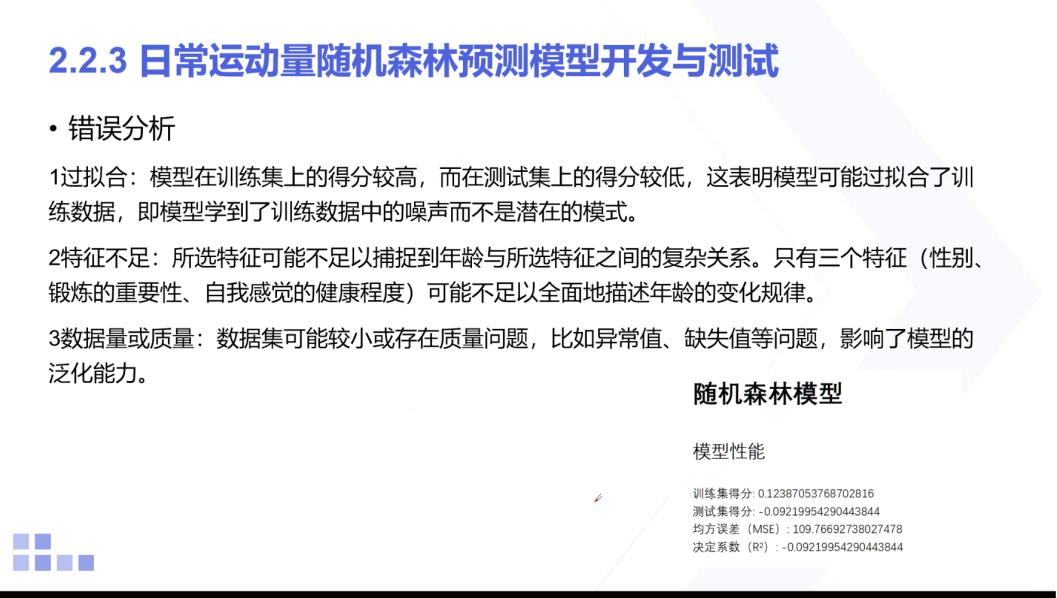 2.2.3 日常运动量随机森林预测模型开发与测试
• 错误分析
1过拟合：模型在训练集上的得分较高，而在测试集上的得分较低，这表明模型可能过拟合了训
练数据，即模型学到了训练数据中的噪声而不是潜在的模式。
2特征不足：所选特征可能不足以捕捉到年龄与所选特征之间的复杂关系。只有三个特征（性别、
锻炼的重要性、自我感觉的健康程度）可能不足以全面地描述年龄的变化规律。
3数据量或质量：数据集可能较小或存在质量问题，比如异常值、缺失值等问题，影响了模型的
泛化能力。
随机森林模型
模型性能
训练集得分: 0.12387053768702816
测试集得分: -0.09219954290443844
均方误差（MSE）: 109.76692738027478
决定系数（R²）: -0.09219954290443844